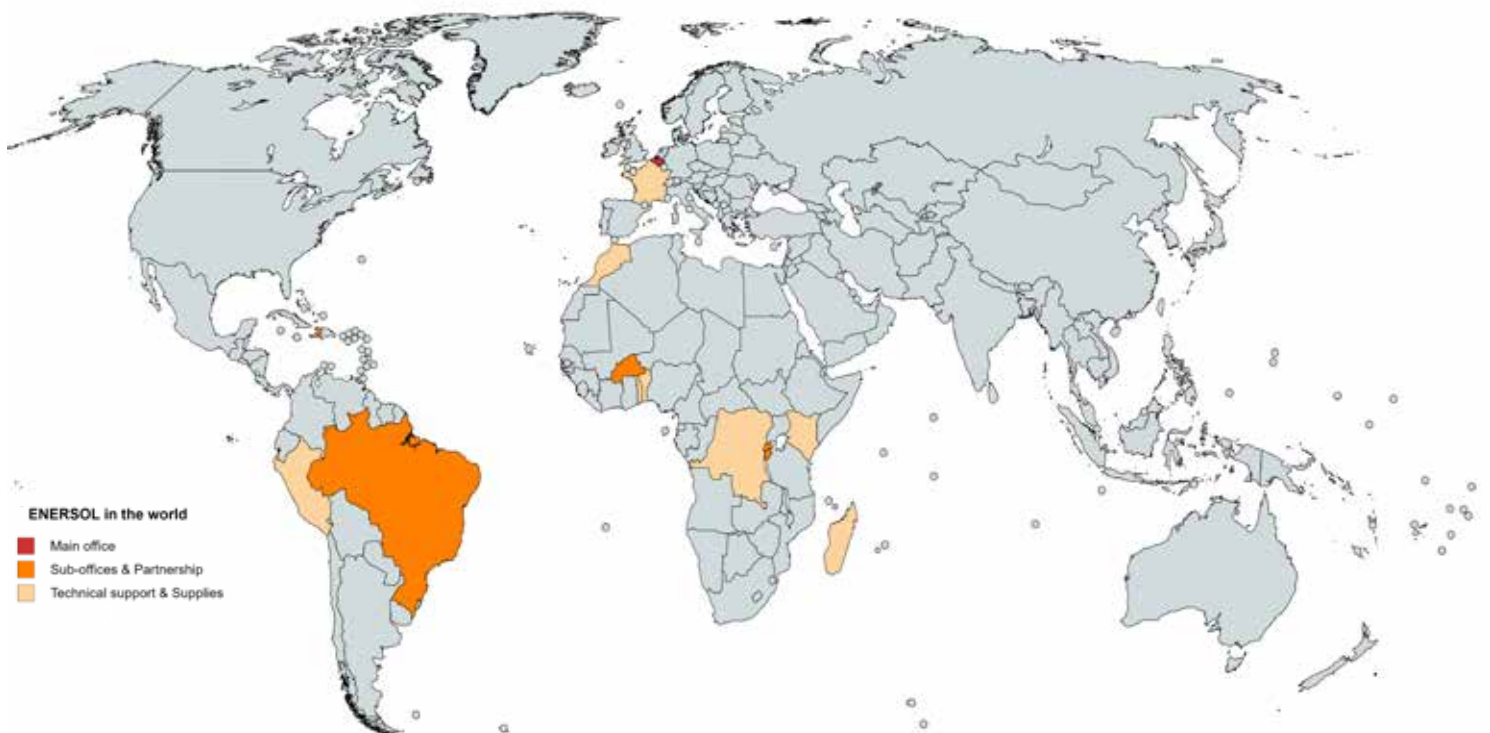 ENERSOL in the world
Main office
Sub-offices & Partnership
Technical support & Supplies